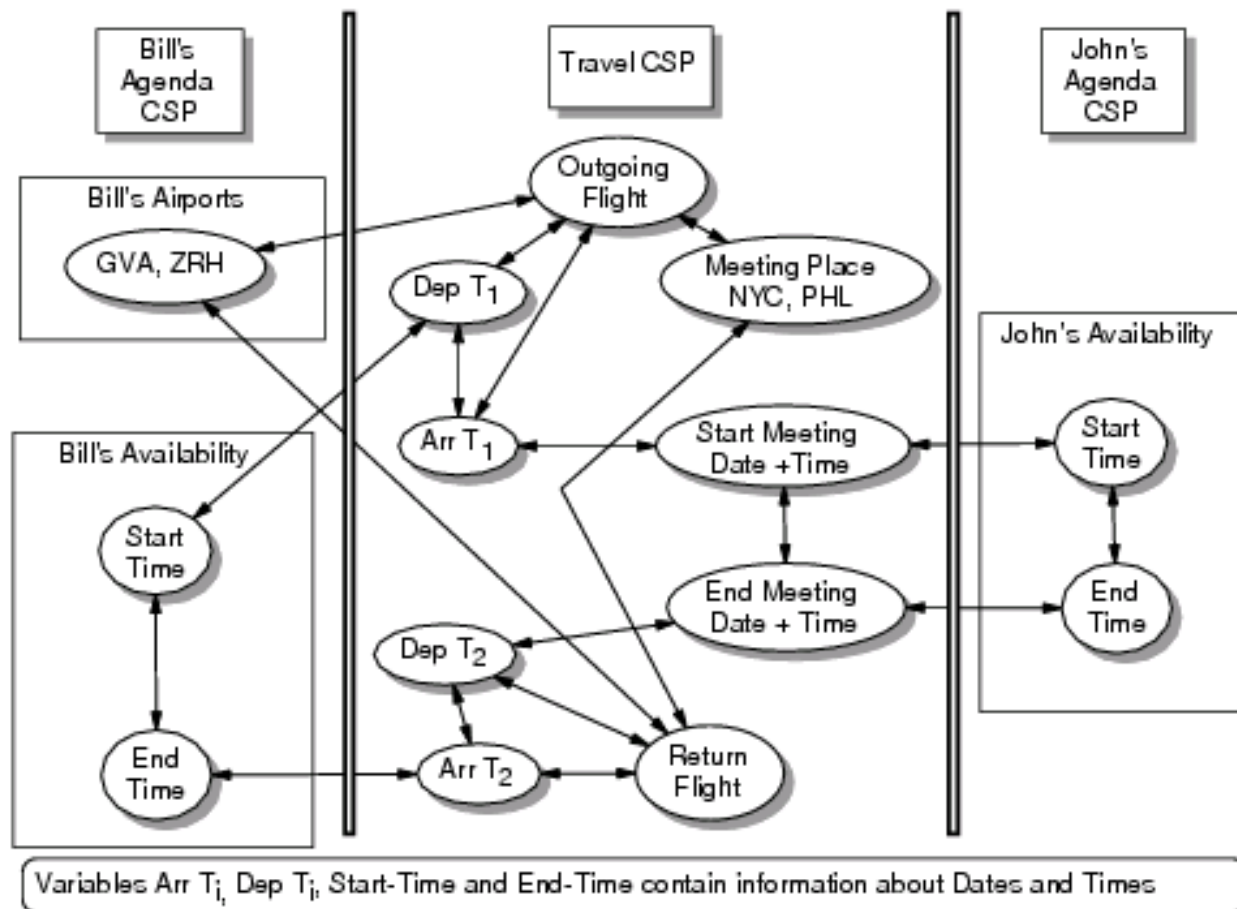 Bill's
Agenda
CSP
Travel CSP
John's
Agenda
CSP
Bill's Airports
GVA, ZRH
Outgoing
Flight
Dep T1
Meeting Place
NYC, PHL
John's Availability
Arr T1
Start Meeting
Date +Time
Start
Time
Bill's Availability
Start
Time
End Meeting
Date + Time
End
Time
Dep T2
End
Time
Arr T2
Return
Flight
Variables Arr Ti, Dep Ti, Start-Time and End-Time contain information about Dates and Times